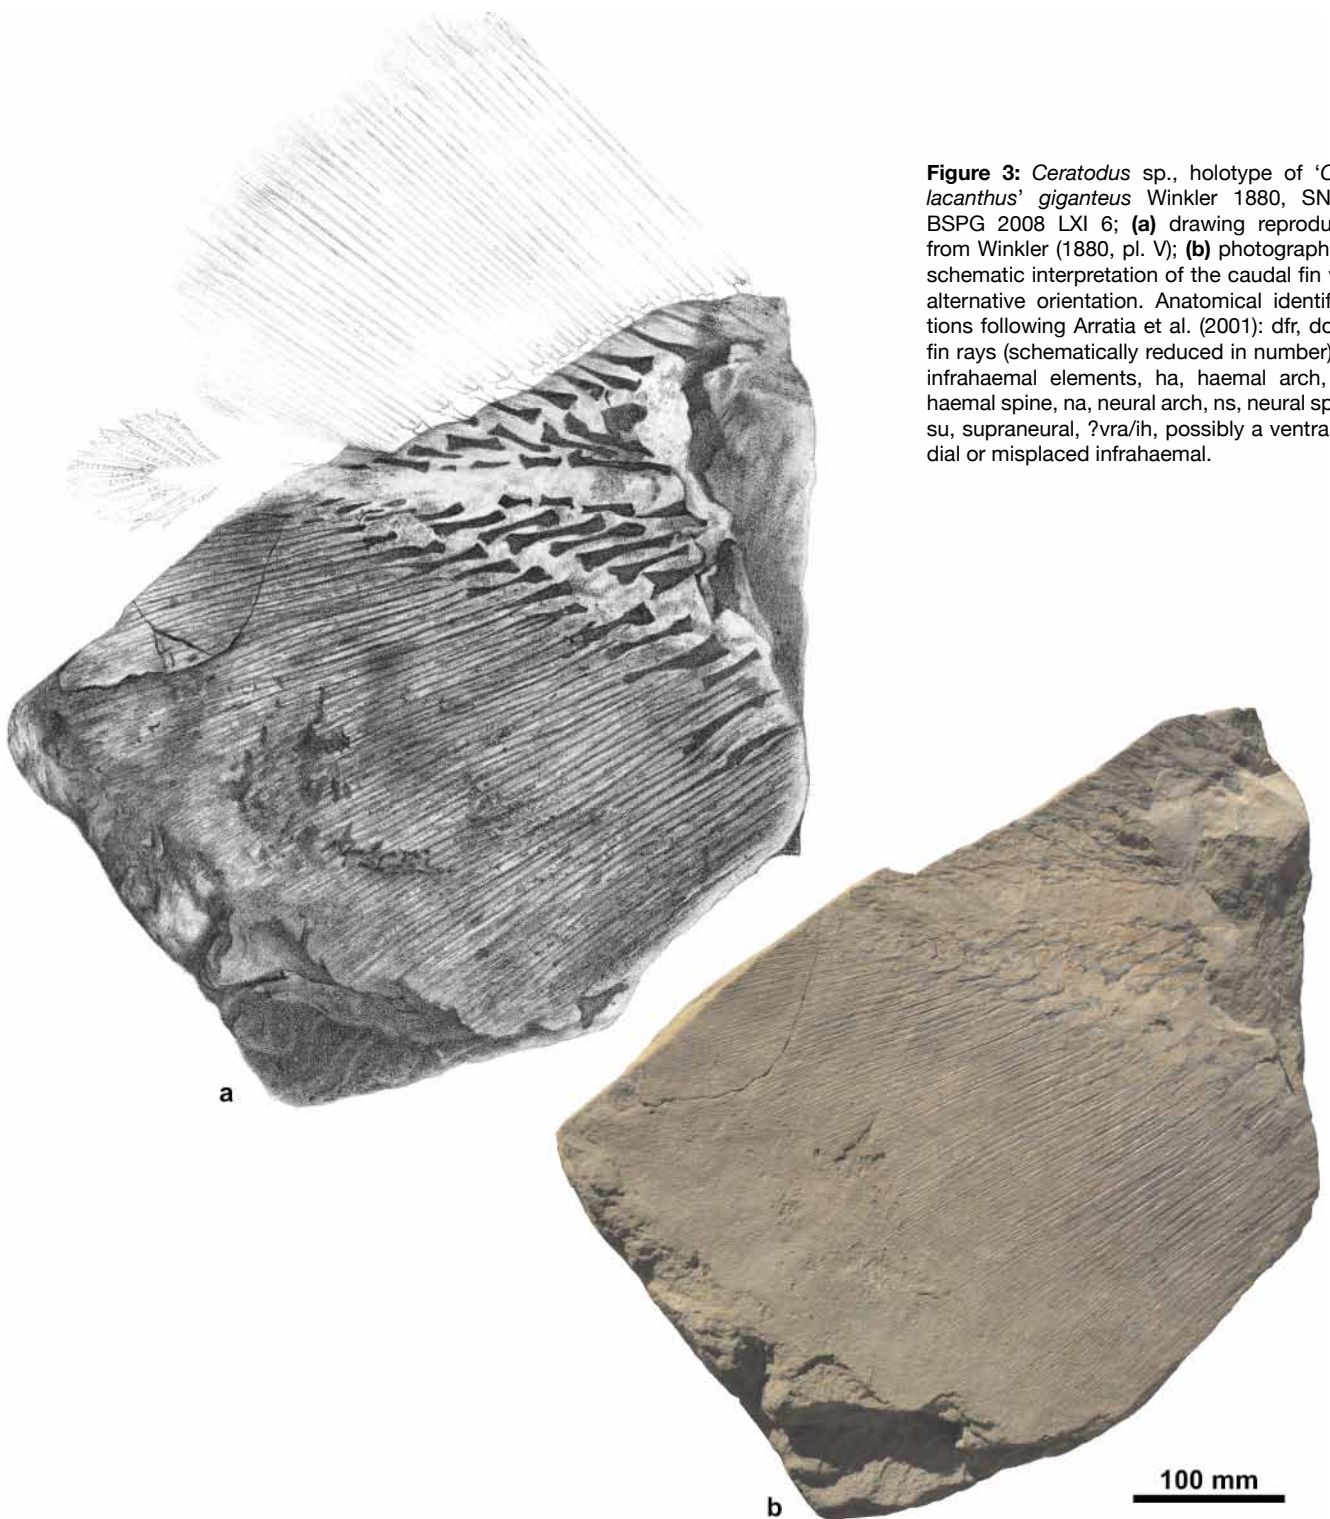 Figure 3: Ceratodus sp., holotype of ‘C
lacanthus’ giganteus Winkler 1880, SN
BSPG 2008 LXI 6; (a) drawing reprodu
from Winkler (1880, pl. V); (b) photograph
schematic interpretation of the caudal fin
alternative orientation. Anatomical identif
tions following Arratia et al. (2001): dfr, do
fin rays (schematically reduced in number)
infrahaemal elements, ha, haemal arch,
haemal spine, na, neural arch, ns, neural sp
su, supraneural, ?vra/ih, possibly a ventra
dial or misplaced infrahaemal.
a
b
100 mm